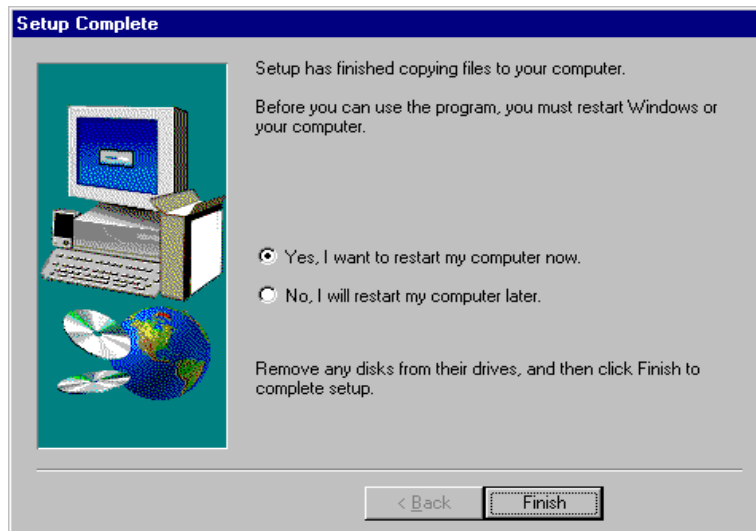 Setup Complete
Setup has finished copying files to your computer.
Before you can use the program, you must restart Windows or
your computer.
Yes, I want to restart my computer now.
No, I will restart my computer later.
Remove any disks from their drives, and then click Finish to
complete setup.
< Back
Finish